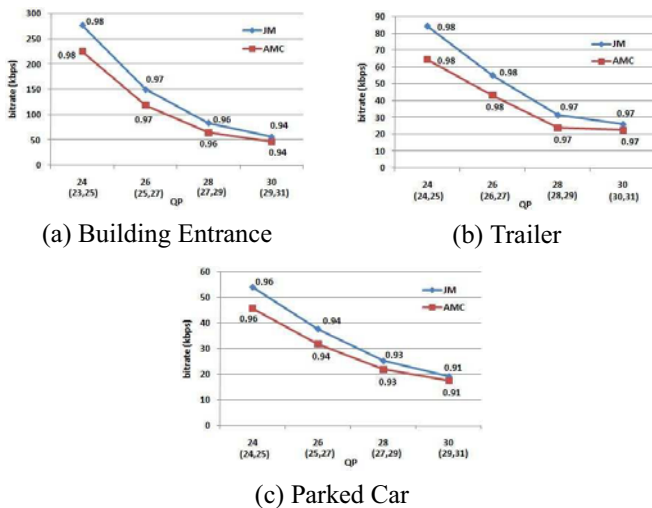 300
250
200
150
100
50
0
bitrate (kbps)
0.98
0.98
0.97
0.97
0.96
0.96
0.94
0.94
JM
AMC
24 26 28 30
(23,25) (25,27) (27,29) (29,31)
QP
(a) Building Entrance
90
80
70
60
50
40
30
20
10
0
bitrate (kbps)
0.98
0.98
0.98
0.98
0.97
0.97
0.97
0.97
JM
AMC
24 26 28 30
(24,25) (26,27) (28,29) (30,31)
QP
(b) Trailer
60
50
40
30
20
10
0
bitrate (kbps)
0.96
0.96
0.94
0.94
0.93
0.93
0.91
0.91
JM
AMC
24 26 28 30
(24,25) (25,27) (27,29) (29,31)
QP
(c) Parked Car